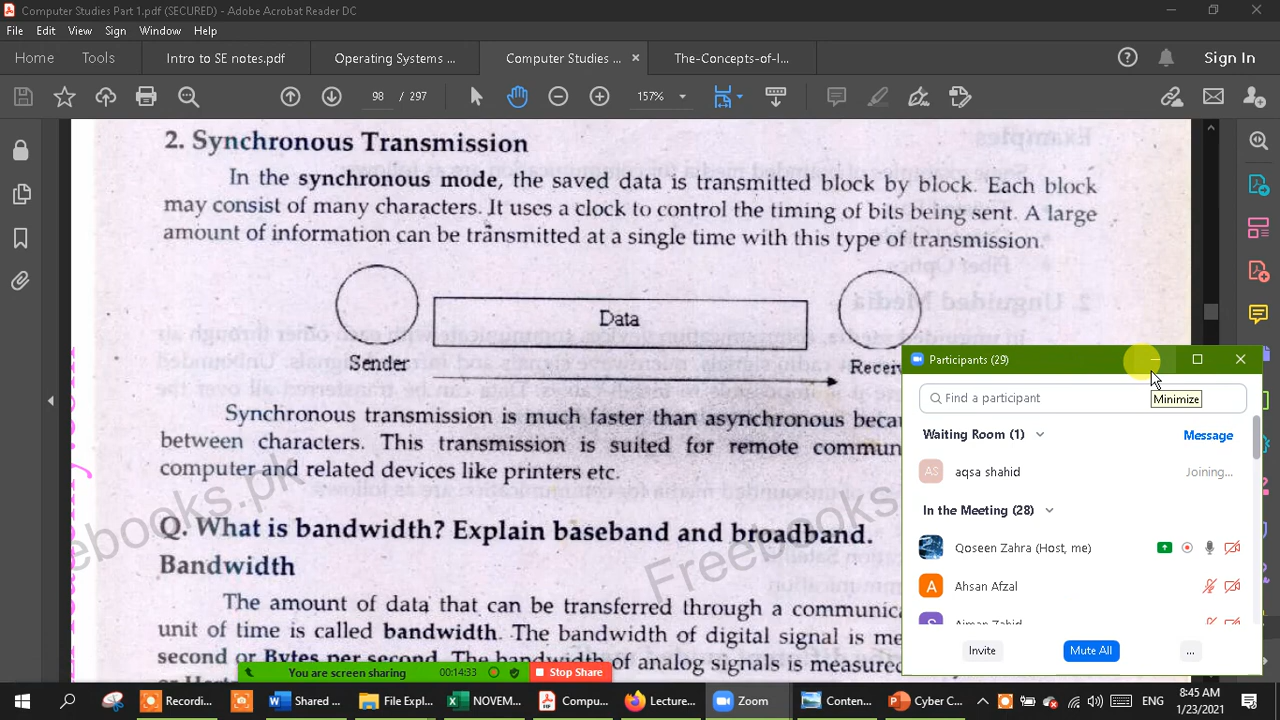 Computer Studies Part 1.pdf (SECURED) - Adobe Acrobat Reader DC
File Edit View Sign Window Help
Home Tools Intro to SE notes.pdf Operating Systems ... Computer Studies ... × The-Concepts-of-I... Sign In
98 / 297 157%
2. Synchronous Transmission
In the synchronous mode, the saved data is transmitted block by block. Each block
may consist of many characters. It uses a clock to control the timing of bits being sent. A large
amount of information can be transmitted at a single time with this type of transmission.
Data
Sender
Synchronous transmission is much faster than asynchronous
between characters. This transmission is suited for remote
computer and related devices like printers etc.
Q. What is bandwidth? Explain baseband and broadband.
Bandwidth
The amount of data that can be transferred through a
unit of time is called bandwidth. The bandwidth of digital signal is
second or Bytes per second. The bandwidth of analog signals is measured
Freebooks
Participants (29)
Find a participant
Minimize
Waiting Room (1) Message
AS aqsa shahid Joining...
In the Meeting (28)
Qoseen Zahra (Host, me)
A Ahsan Afzal
Aiman Zahid
Invite Mute All ...
You are screen sharing 00:14:33 Stop Share
Recordi... Shared ... File Expl... NOVEM... Compu... Lecture... Zoom Conten... Cyber C... ENG 8:45 AM
1/23/2021